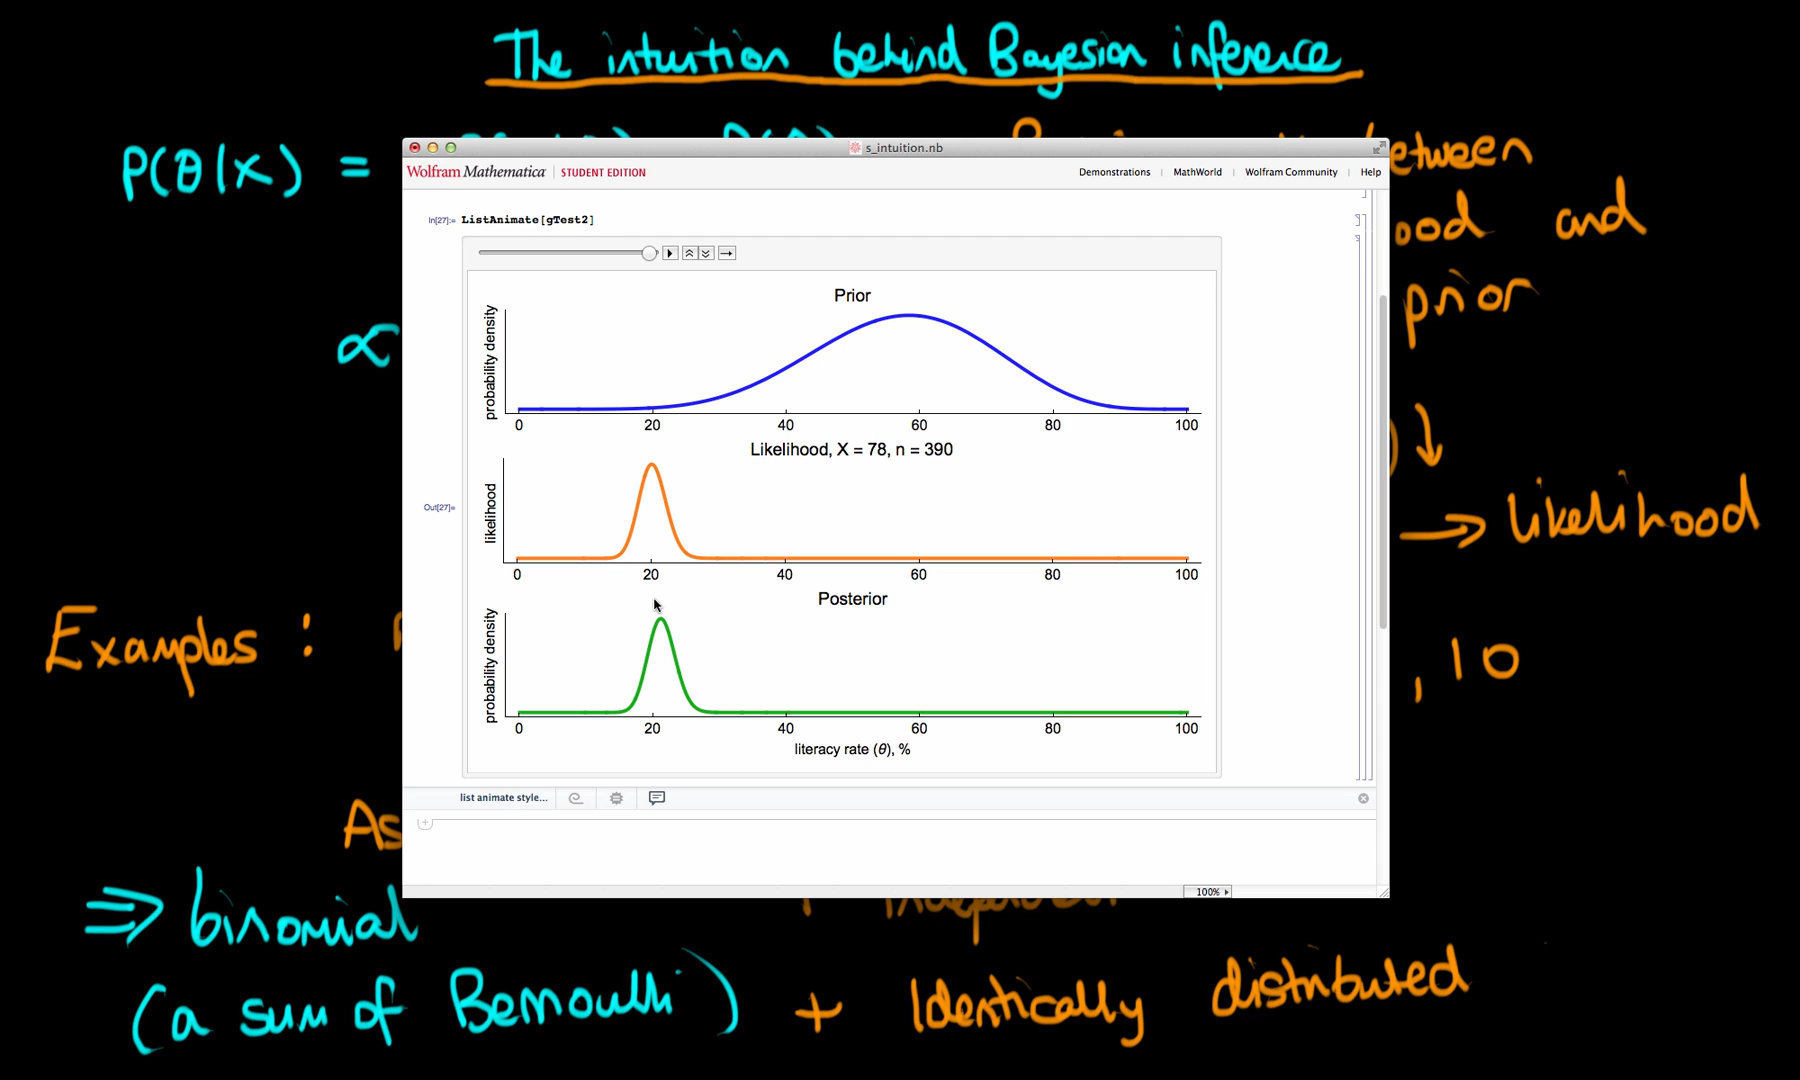 The intuition behind Bayesian inference
P(θ|x) =
etween
s_intuition.nb
Wolfram Mathematica | STUDENT EDITION
Demonstrations | MathWorld | Wolfram Community | Help
ood and
In[27]:= ListAnimate[gTest2]
prior
∝
Prior
probability density
0 20 40 60 80 100
Likelihood, X = 78, n = 390
likelihood
Out[27]=
0 20 40 60 80 100
→ likelihood
Posterior
probability density
0 20 40 60 80 100
literacy rate (θ), %
Examples :
, 10
list animate style...
As
100%
⇒ binomial
(a sum of Bernoulli) + Identically distributed